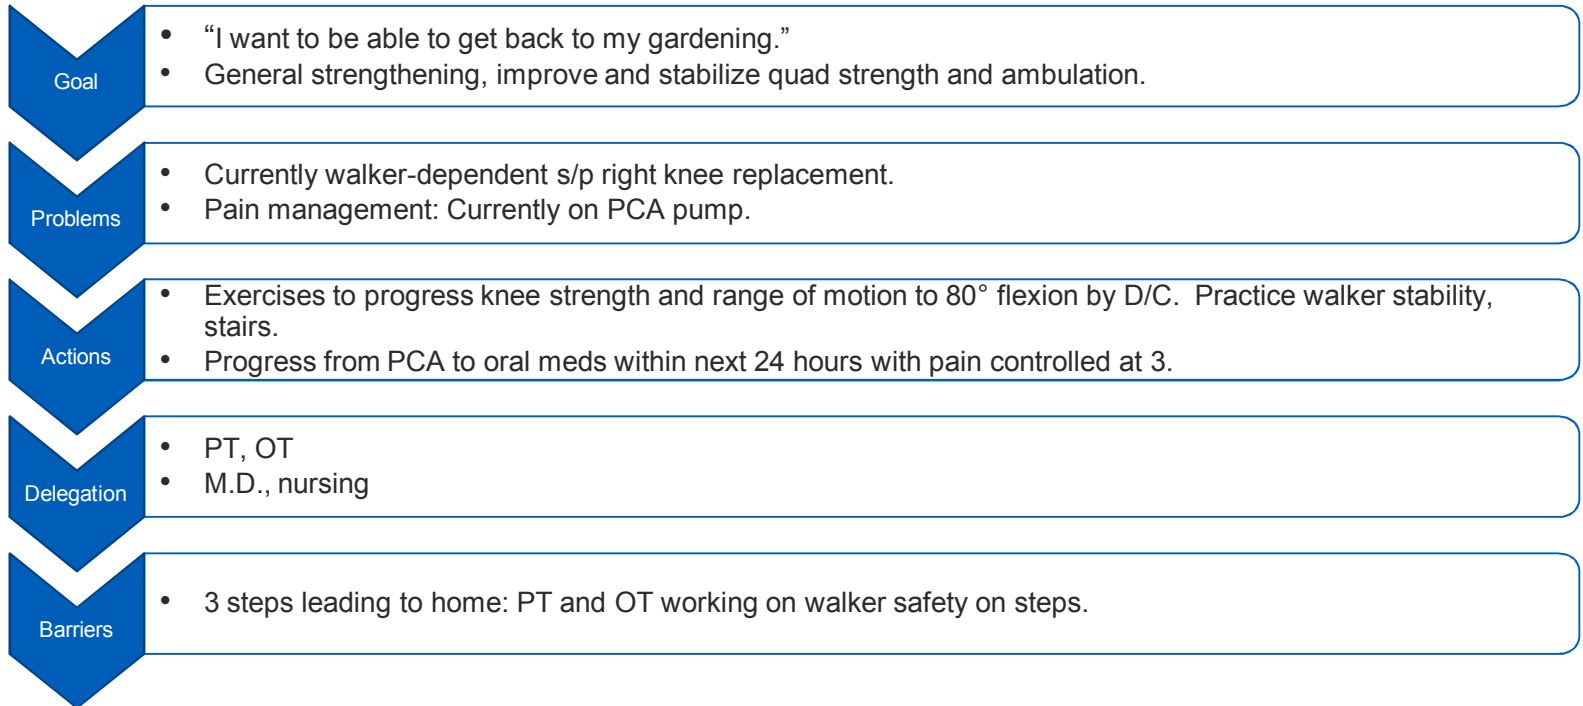 Goal
• “I want to be able to get back to my gardening.”
• General strengthening, improve and stabilize quad strength and ambulation.
Problems
• Currently walker-dependent s/p right knee replacement.
• Pain management: Currently on PCA pump.
Actions
• Exercises to progress knee strength and range of motion to 80° flexion by D/C.  Practice walker stability,
stairs.
• Progress from PCA to oral meds within next 24 hours with pain controlled at 3.
Delegation
• PT, OT
• M.D., nursing
Barriers
• 3 steps leading to home: PT and OT working on walker safety on steps.